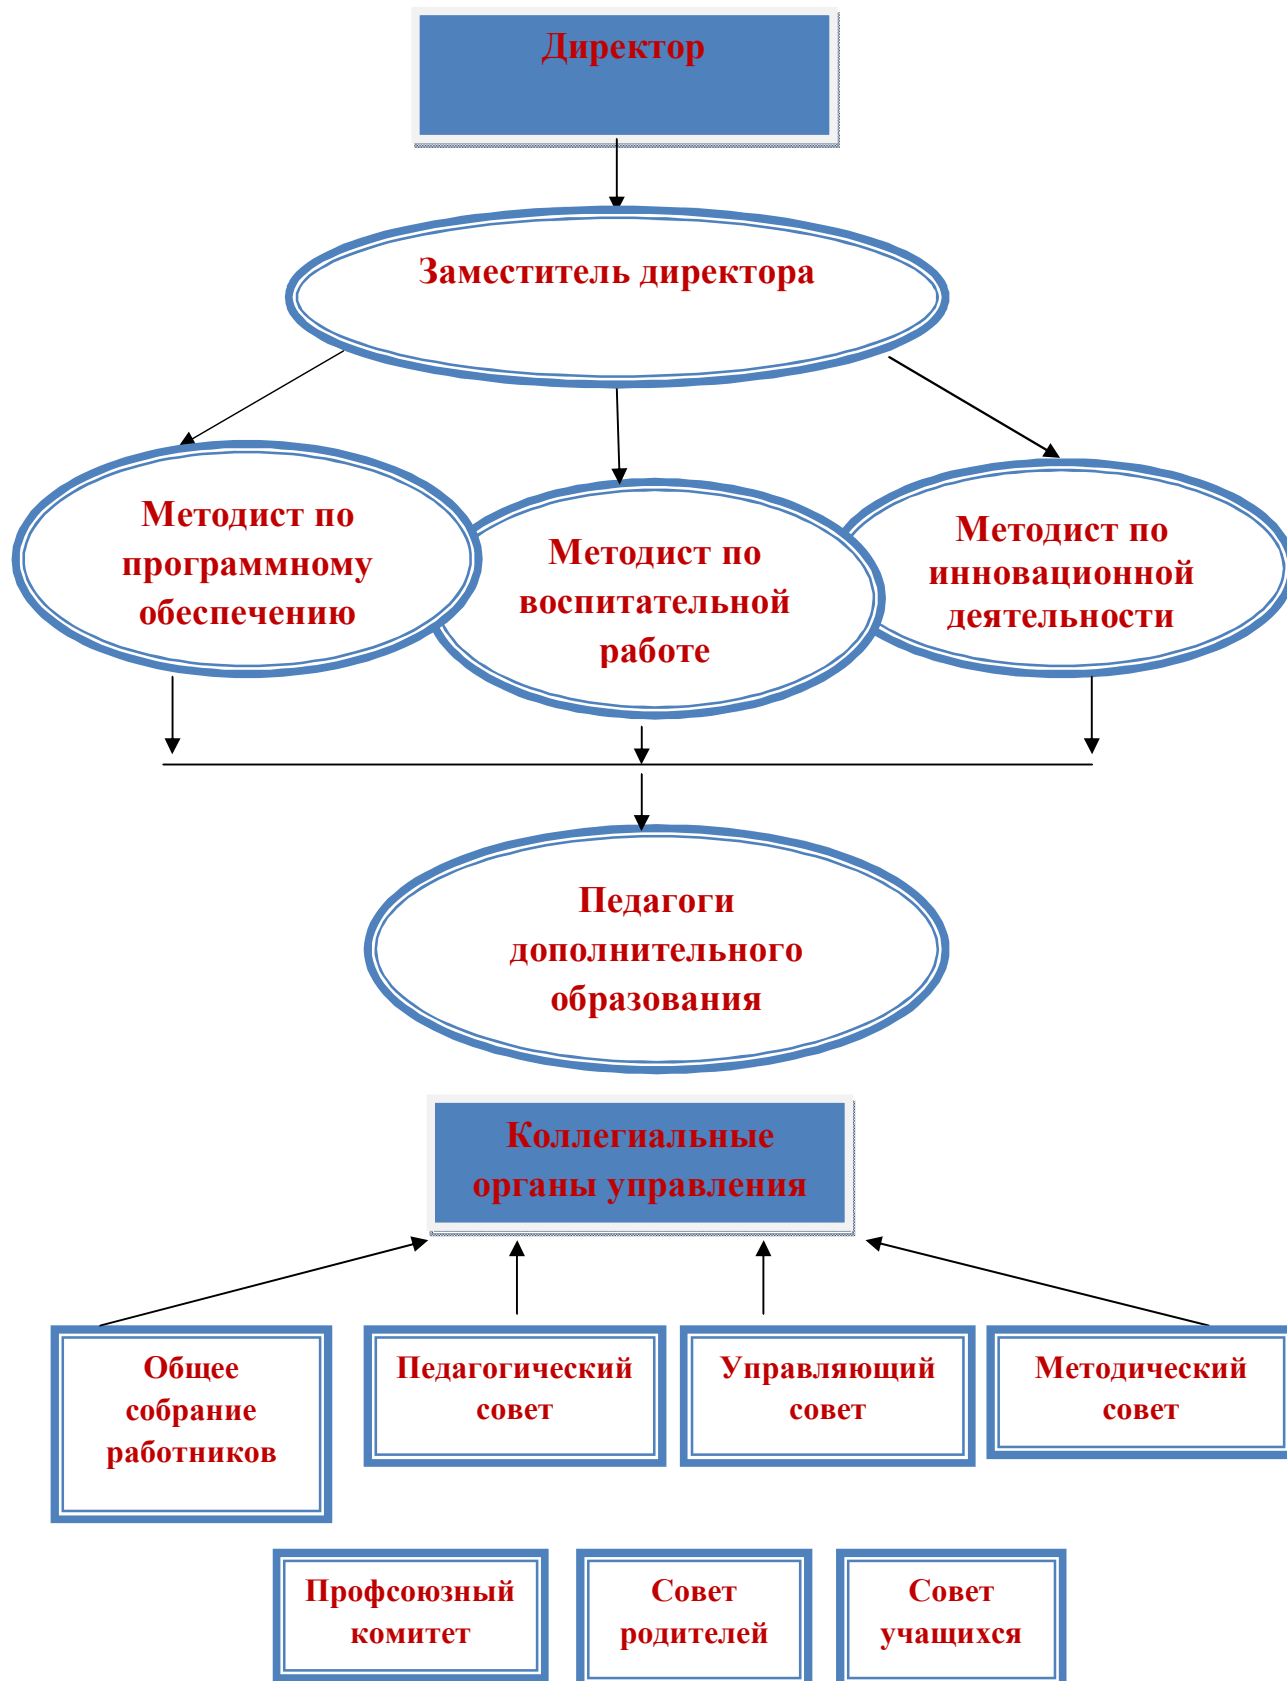 Директор
Заместитель директора
Методист по
программному
обеспечению
Методист по
воспитательной
работе
Методист по
инновационной
деятельности
Педагоги
дополнительного
образования
Коллегиальные
органы управления
Общее
собрание
работников
Педагогический
совет
Управляющий
совет
Методический
совет
Профсоюзный
комитет
Совет
родителей
Совет
учащихся